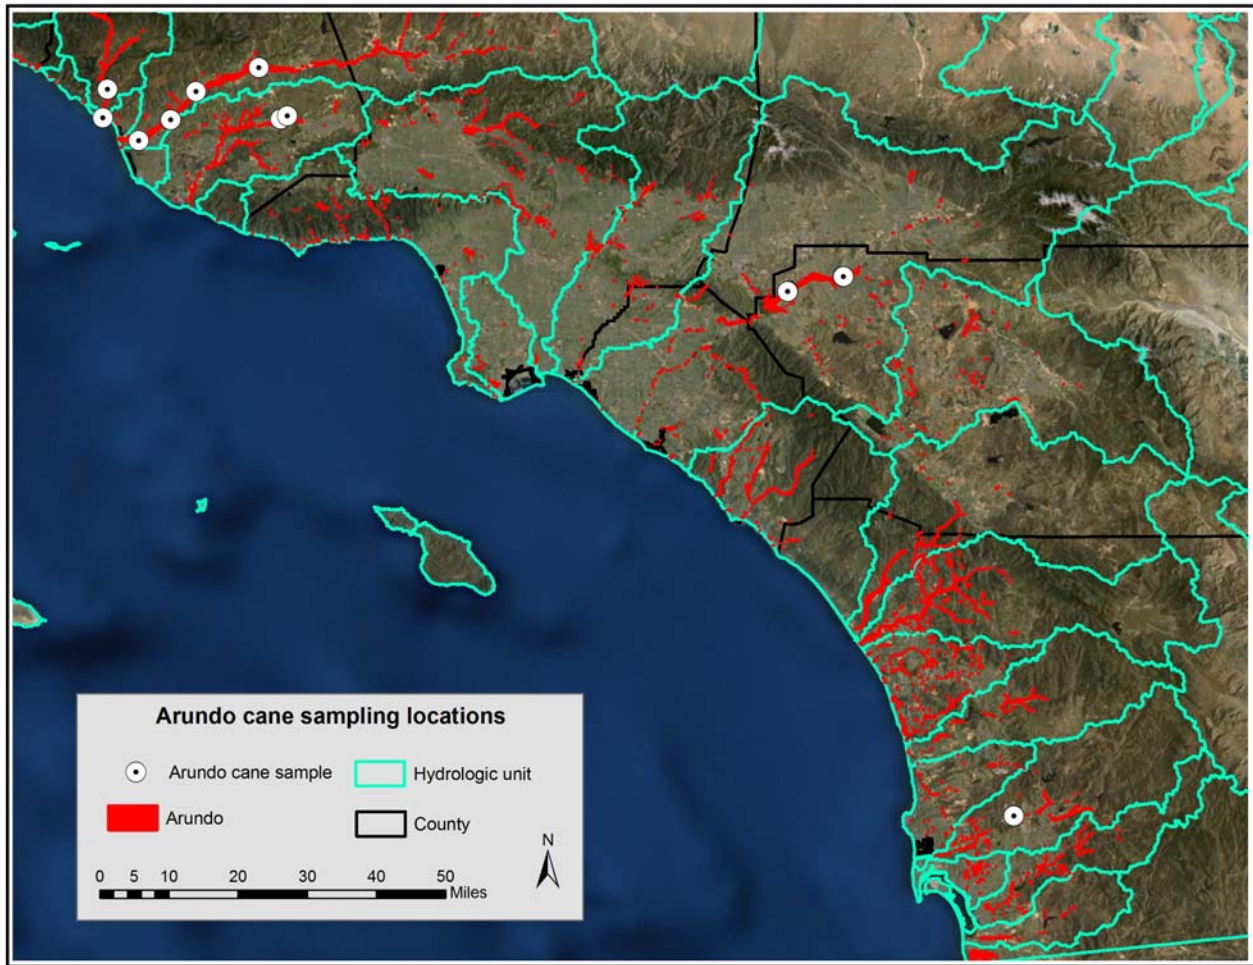 Arundo cane sampling locations
Arundo cane sample
Hydrologic unit
Arundo
County
N
0 5 10 20 30 40 50
Miles